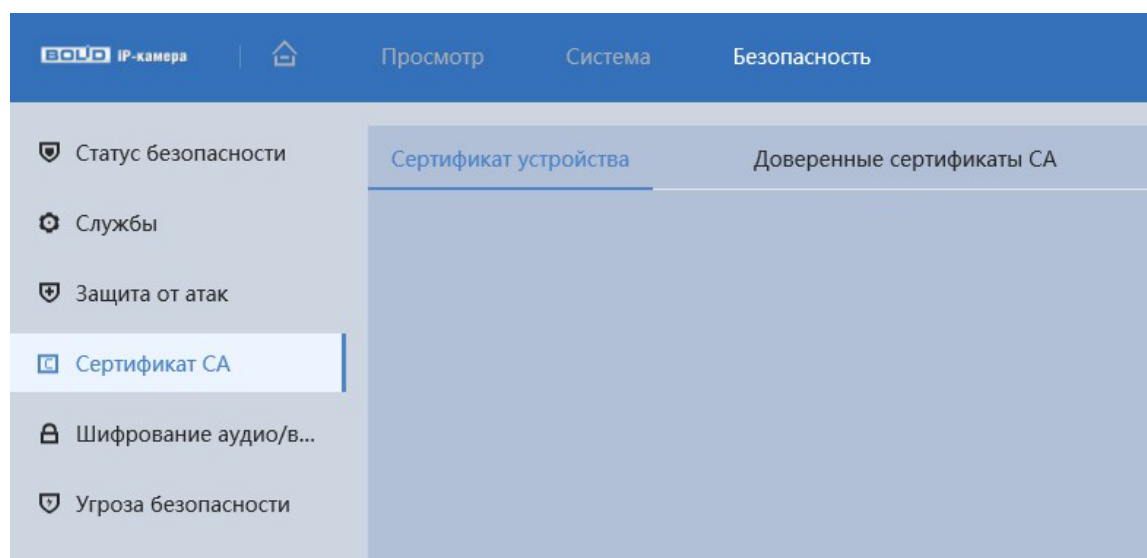 BOLID IP-камера Просмотр Система Безопасность
Статус безопасности
Службы
Защита от атак
Сертификат CA
Шифрование аудио/в...
Угроза безопасности
Сертификат устройства Доверенные сертификаты CA